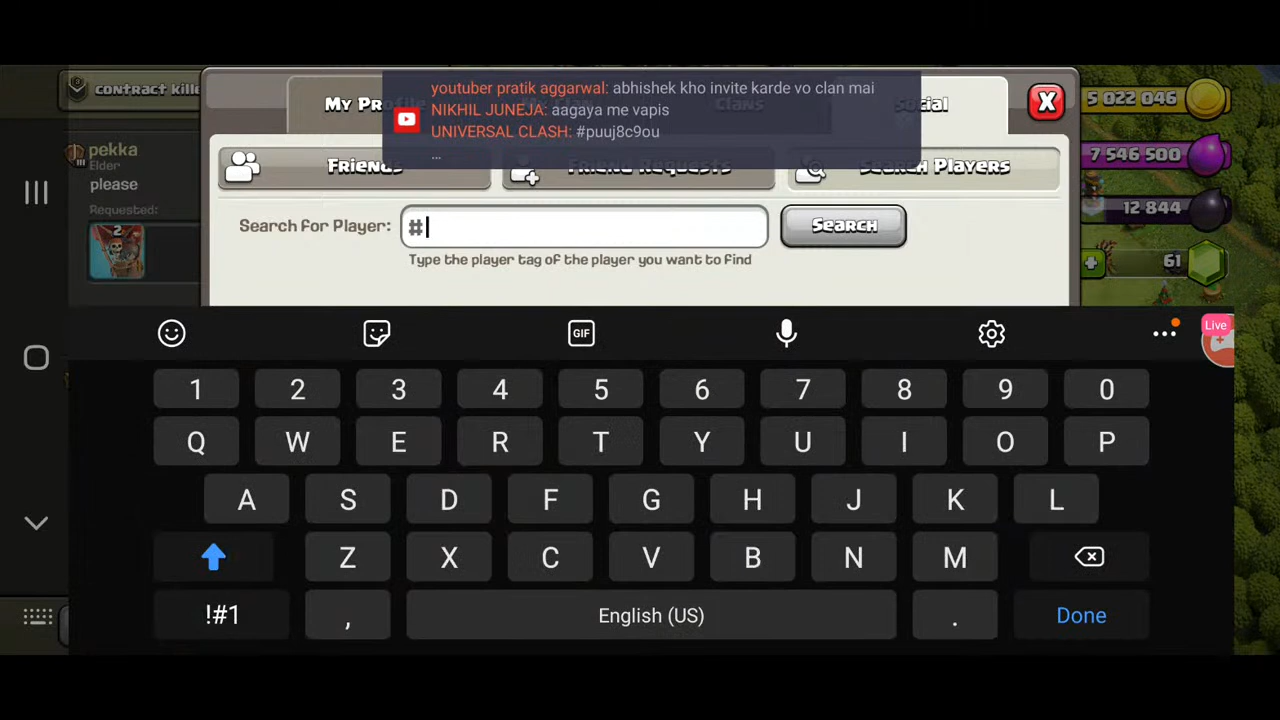 contract kille
My Pro
Clans
Social
X
youtuber pratik aggarwal: abhishek kho invite karde vo clan mai
NIKHIL JUNEJA: aagaya me vapis
UNIVERSAL CLASH: #puuj8c9ou
...
5 022 046
7 546 500
12 844
61
pekka
Elder
please
Requested:
2
Friends
Friend Requests
Search Players
Search for Player:
#
Search
Type the player tag of the player you want to find
GIF
Live
1 2 3 4 5 6 7 8 9 0
Q W E R T Y U I O P
A S D F G H J K L
Z X C V B N M
!#1 , English (US) . Done